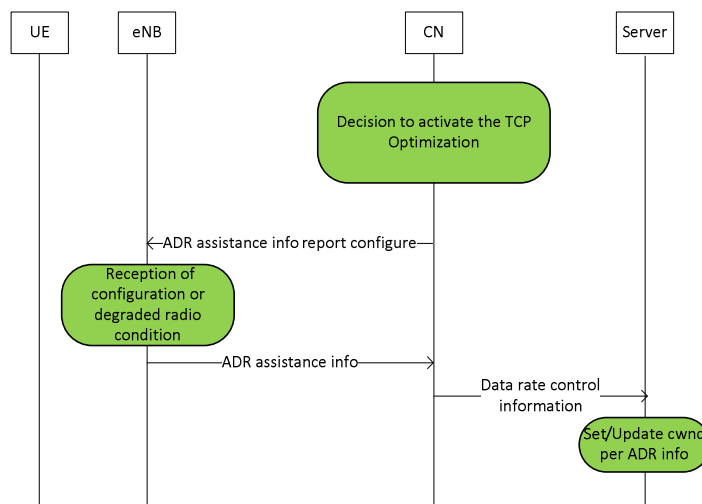 UE
eNB
CN
Server
Decision to activate the TCP
Optimization
ADR assistance info report configure
Reception of
configuration or
degraded radio
condition
ADR assistance info
Data rate control
information
Set/Update cwnd
per ADR info